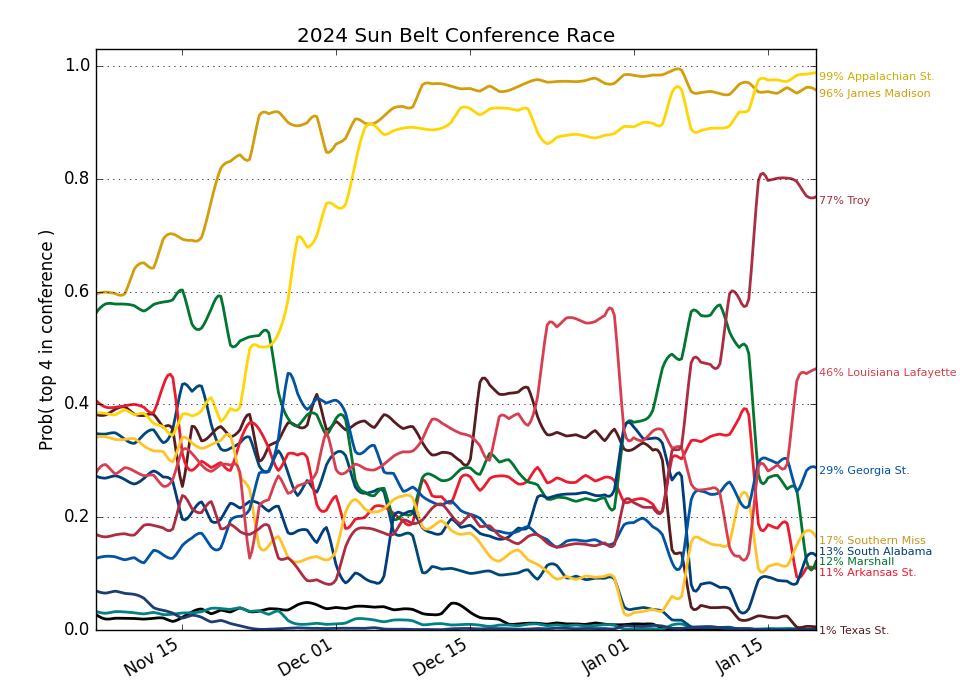 2024 Sun Belt Conference Race
Prob( top 4 in conference )
1.0
0.8
0.6
0.4
0.2
0.0
Nov 15
Dec 01
Dec 15
Jan 01
Jan 15
99% Appalachian St.
96% James Madison
77% Troy
46% Louisiana Lafayette
29% Georgia St.
17% Southern Miss
13% South Alabama
12% Marshall
11% Arkansas St.
1% Texas St.